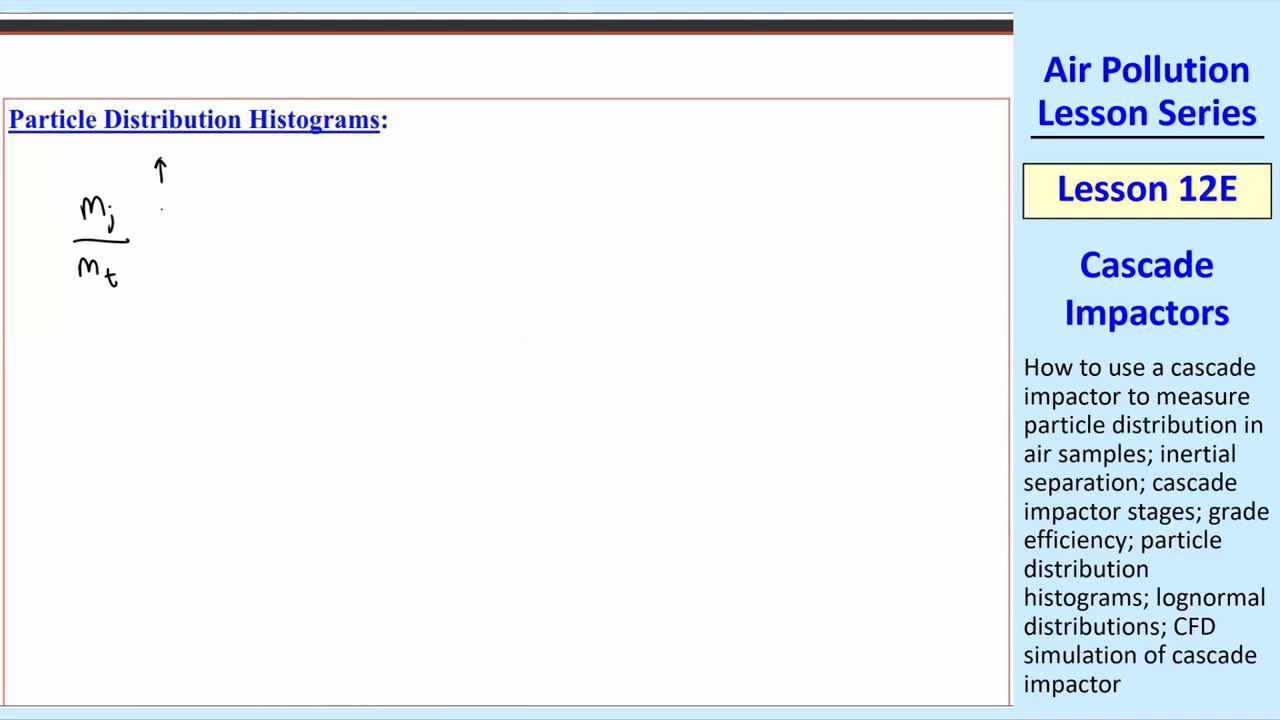 Particle Distribution Histograms:
mj
mt
Air Pollution
Lesson Series
Lesson 12E
Cascade
Impactors
How to use a cascade
impactor to measure
particle distribution in
air samples; inertial
separation; cascade
impactor stages; grade
efficiency; particle
distribution
histograms; lognormal
distributions; CFD
simulation of cascade
impactor